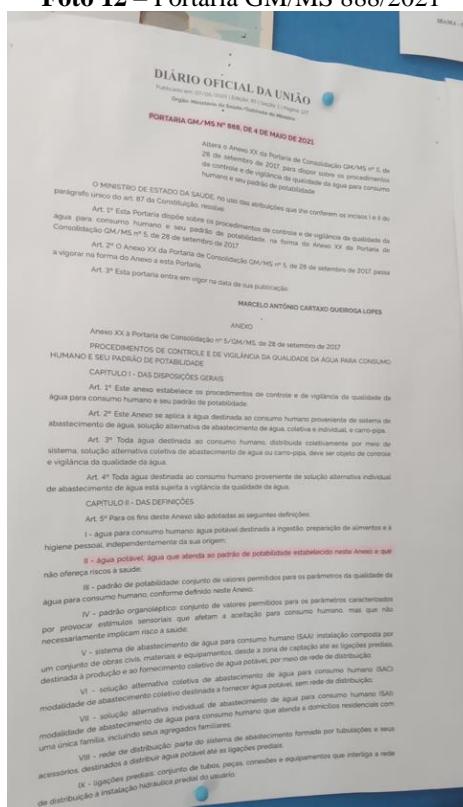 Foto 12 – Portaria GM/MS 888/2021
DIÁRIO OFICIAL DA UNIÃO
Publicado em: 07/05/2021 | Edição: 85 | Seção: 1 | Página: 127
Órgão: Ministério da Saúde/Gabinete do Ministro
PORTARIA GM/MS Nº 888, DE 4 DE MAIO DE 2021
Altera o Anexo XX da Portaria de Consolidação GM/MS nº 5, de
28 de setembro de 2017, para dispor sobre os procedimentos
de controle e de vigilância da qualidade da água para consumo
humano e seu padrão de potabilidade.
O MINISTRO DE ESTADO DA SAÚDE, no uso das atribuições que lhe conferem os incisos I e II do
parágrafo único do art. 87 da Constituição, resolve:
Art. 1º Esta Portaria dispõe sobre os procedimentos de controle e de vigilância da qualidade da
água para consumo humano e seu padrão de potabilidade, na forma do Anexo XX da Portaria de
Consolidação GM/MS nº 5, de 28 de setembro de 2017.
Art. 2º O Anexo XX da Portaria de Consolidação GM/MS nº 5, de 28 de setembro de 2017, passa
a vigorar na forma do Anexo a esta Portaria.
Art. 3º Esta portaria entra em vigor na data de sua publicação.
MARCELO ANTÔNIO CARTAXO QUEIROGA LOPES
ANEXO
Anexo XX à Portaria de Consolidação nº 5/GM/MS, de 28 de setembro de 2017
PROCEDIMENTOS DE CONTROLE E DE VIGILÂNCIA DA QUALIDADE DA ÁGUA PARA CONSUMO
HUMANO E SEU PADRÃO DE POTABILIDADE
CAPÍTULO I - DAS DISPOSIÇÕES GERAIS
Art. 1º Este anexo estabelece os procedimentos de controle e de vigilância da qualidade da
água para consumo humano e seu padrão de potabilidade.
Art. 2º Este Anexo se aplica à água destinada ao consumo humano proveniente de sistema de
abastecimento de água, solução alternativa de abastecimento de água, coletiva e individual, e carro-pipa.
Art. 3º Toda água destinada ao consumo humano, distribuída coletivamente por meio de
sistema, solução alternativa coletiva de abastecimento de água ou carro-pipa, deve ser objeto de controle
e vigilância da qualidade da água.
Art. 4º Toda água destinada ao consumo humano proveniente de solução alternativa individual
de abastecimento de água está sujeita à vigilância da qualidade da água.
CAPÍTULO II - DAS DEFINIÇÕES
Art. 5º Para os fins deste Anexo são adotadas as seguintes definições:
I - água para consumo humano: água potável destinada à ingestão, preparação de alimentos e à
higiene pessoal, independentemente da sua origem;
II - água potável: água que atenda ao padrão de potabilidade estabelecido neste Anexo e que
não ofereça riscos à saúde;
III - padrão de potabilidade: conjunto de valores permitidos para os parâmetros da qualidade da
água para consumo humano, conforme definido neste Anexo;
IV - padrão organoléptico: conjunto de valores permitidos para os parâmetros caracterizados
por provocar estímulos sensoriais que afetam a aceitação para consumo humano, mas que não
necessariamente implicam risco à saúde;
V - sistema de abastecimento de água para consumo humano (SAA): instalação composta por
um conjunto de obras civis, materiais e equipamentos, desde a zona de captação até as ligações prediais,
destinada à produção e ao fornecimento coletivo de água potável, por meio de rede de distribuição;
VI - solução alternativa coletiva de abastecimento de água para consumo humano (SAC):
modalidade de abastecimento coletivo destinada a fornecer água potável, sem rede de distribuição;
VII - solução alternativa individual de abastecimento de água para consumo humano (SAI):
modalidade de abastecimento de água para consumo humano que atenda a domicílios residenciais com
uma única família, incluindo seus agregados familiares;
VIII - rede de distribuição: parte do sistema de abastecimento formada por tubulações e seus
acessórios, destinados a distribuir água potável até as ligações prediais;
IX - ligações prediais: conjunto de tubos, peças, conexões e equipamentos que interliga a rede
de distribuição à instalação hidráulica predial do usuário;